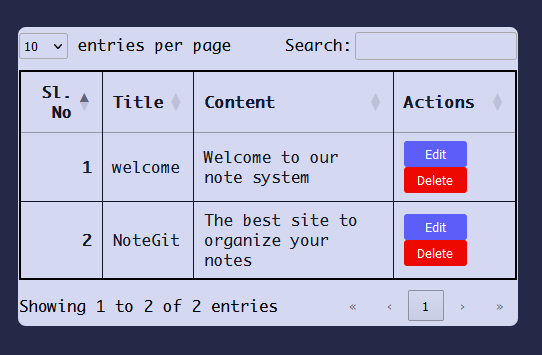 10 entries per page Search:
Sl. No Title Content Actions
1 welcome Welcome to our note system Edit Delete
2 NoteGit The best site to organize your notes Edit Delete
Showing 1 to 2 of 2 entries « ‹ 1 › »